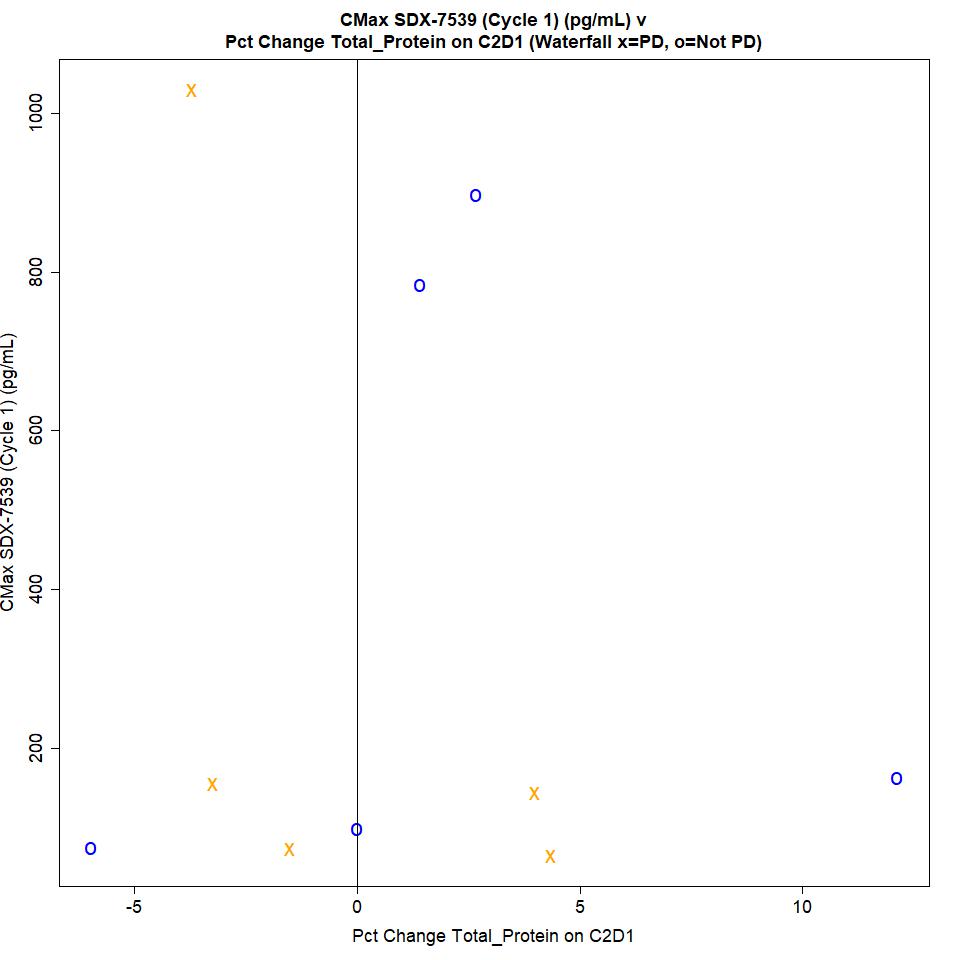 CMax SDX-7539 (Cycle 1) (pg/mL) v
Pct Change Total_Protein on C2D1 (Waterfall x=PD, o=Not PD)
CMax SDX-7539 (Cycle 1) (pg/mL)
1000
800
600
400
200
X
O
O
X
X
O
O
X
O
X
X
-5
0
5
10
Pct Change Total_Protein on C2D1